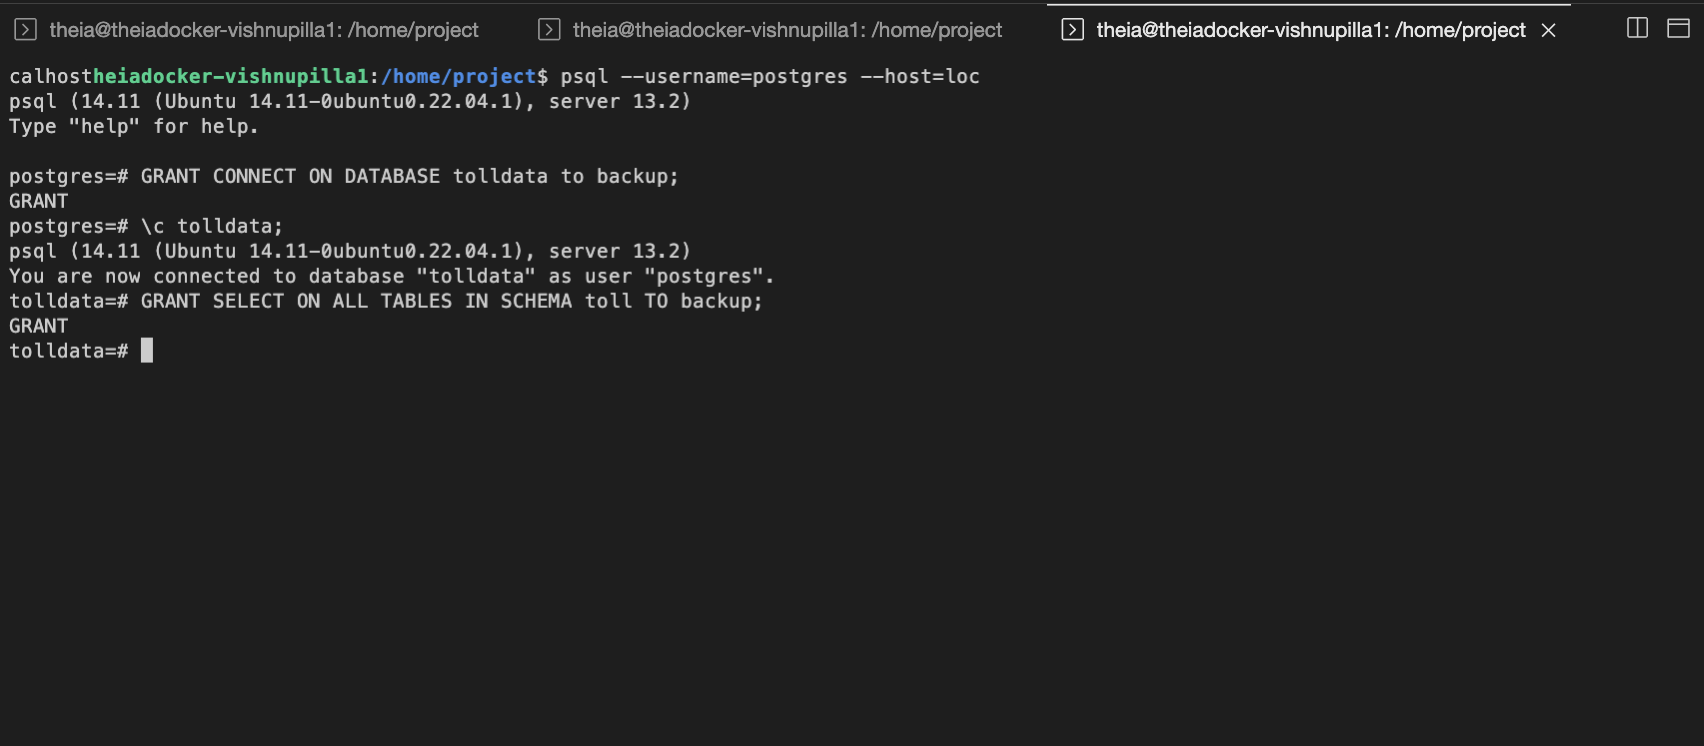 theia@theiadocker-vishnupilla1: /home/project theia@theiadocker-vishnupilla1: /home/project theia@theiadocker-vishnupilla1: /home/project
calhostheiadocker-vishnupilla1:/home/project$ psql --username=postgres --host=loc
psql (14.11 (Ubuntu 14.11-0ubuntu0.22.04.1), server 13.2)
Type "help" for help.
postgres=# GRANT CONNECT ON DATABASE tolldata to backup;
GRANT
postgres=# \c tolldata;
psql (14.11 (Ubuntu 14.11-0ubuntu0.22.04.1), server 13.2)
You are now connected to database "tolldata" as user "postgres".
tolldata=# GRANT SELECT ON ALL TABLES IN SCHEMA toll TO backup;
GRANT
tolldata=#